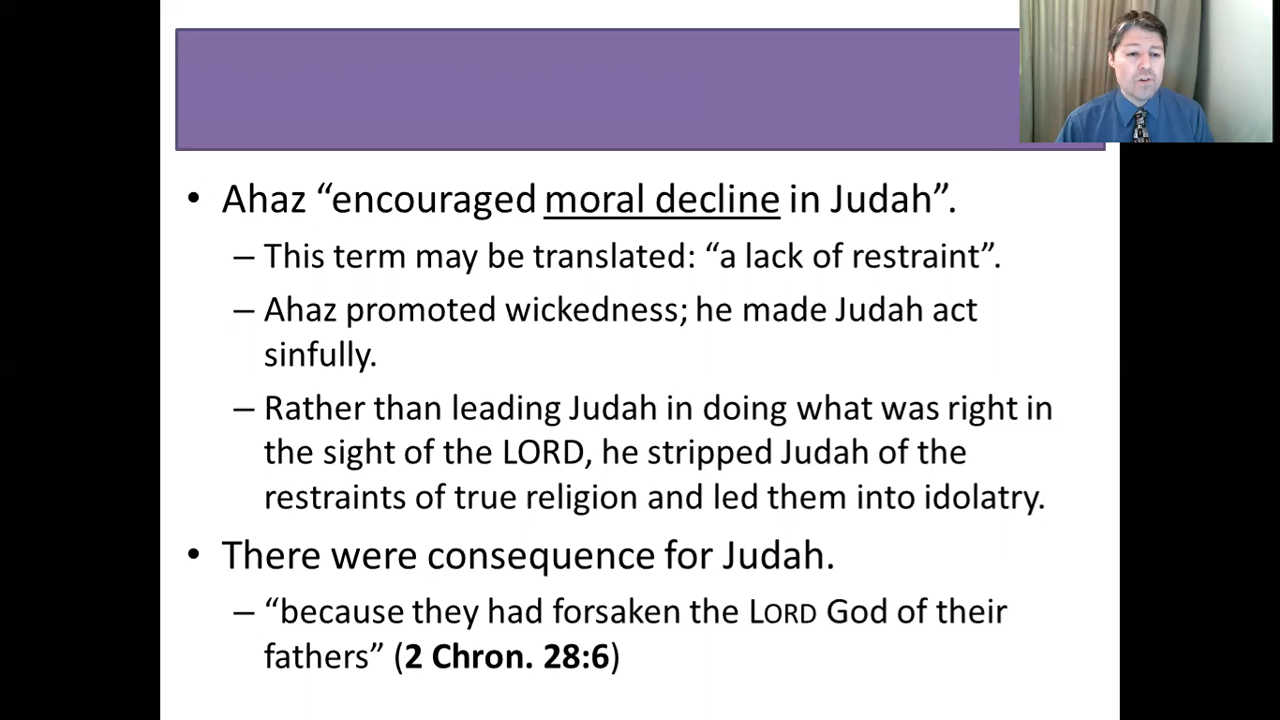 • Ahaz “encouraged moral decline in Judah”.
– This term may be translated: “a lack of restraint”.
– Ahaz promoted wickedness; he made Judah act
sinfully.
– Rather than leading Judah in doing what was right in
the sight of the LORD, he stripped Judah of the
restraints of true religion and led them into idolatry.
• There were consequence for Judah.
– “because they had forsaken the LORD God of their
fathers” (2 Chron. 28:6)